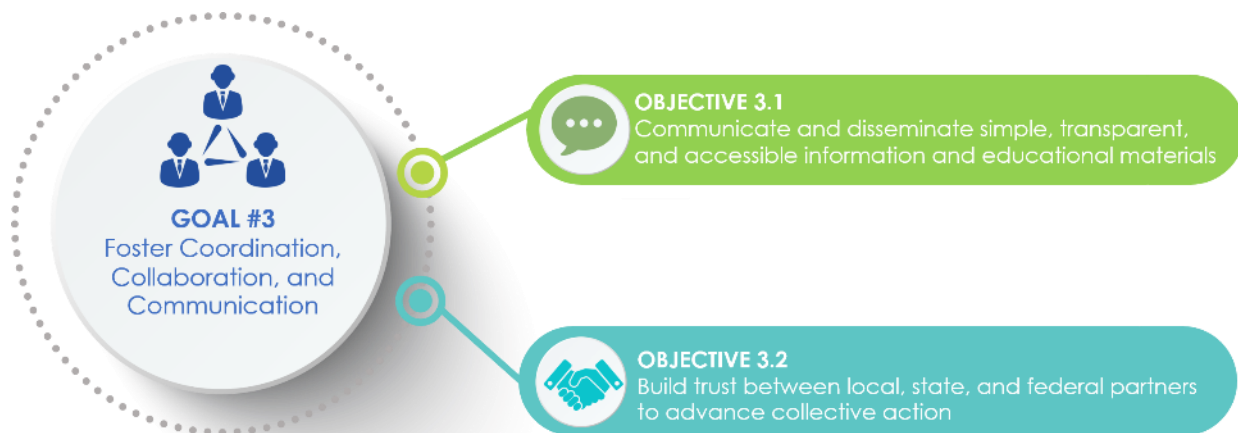 GOAL #3
Foster Coordination,
Collaboration, and
Communication
OBJECTIVE 3.1
Communicate and disseminate simple, transparent,
and accessible information and educational materials
OBJECTIVE 3.2
Build trust between local, state, and federal partners
to advance collective action